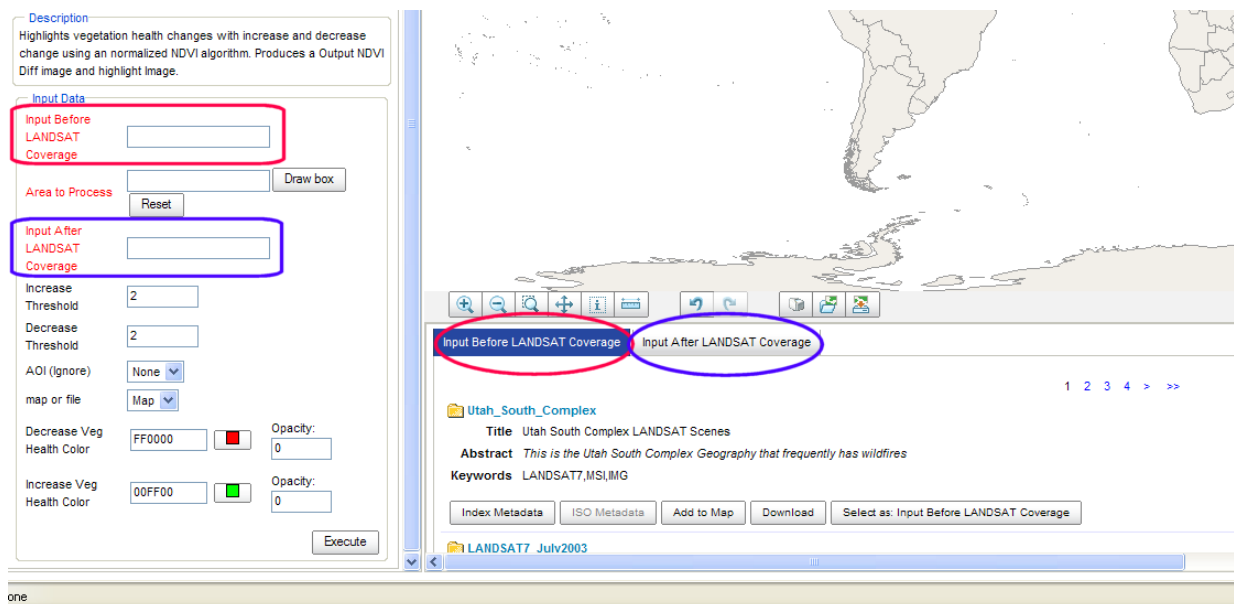 Description
Highlights vegetation health changes with increase and decrease
change using an normalized NDVI algorithm. Produces a Output NDVI
Diff image and highlight Image.
Input Data
Input Before
LANDSAT
Coverage
Area to Process
Draw box
Reset
Input After
LANDSAT
Coverage
Increase
Threshold
2
Decrease
Threshold
2
AOI (Ignore)
None
map or file
Map
Decrease Veg
Health Color
FF0000
Opacity:
0
Increase Veg
Health Color
00FF00
Opacity:
0
Execute
Input Before LANDSAT Coverage
Input After LANDSAT Coverage
1 2 3 4 > >>
Utah_South_Complex
Title Utah South Complex LANDSAT Scenes
Abstract This is the Utah South Complex Geography that frequently has wildfires
Keywords LANDSAT7,MSI,IMG
Index Metadata
ISO Metadata
Add to Map
Download
Select as: Input Before LANDSAT Coverage
LANDSAT7_July2003
one